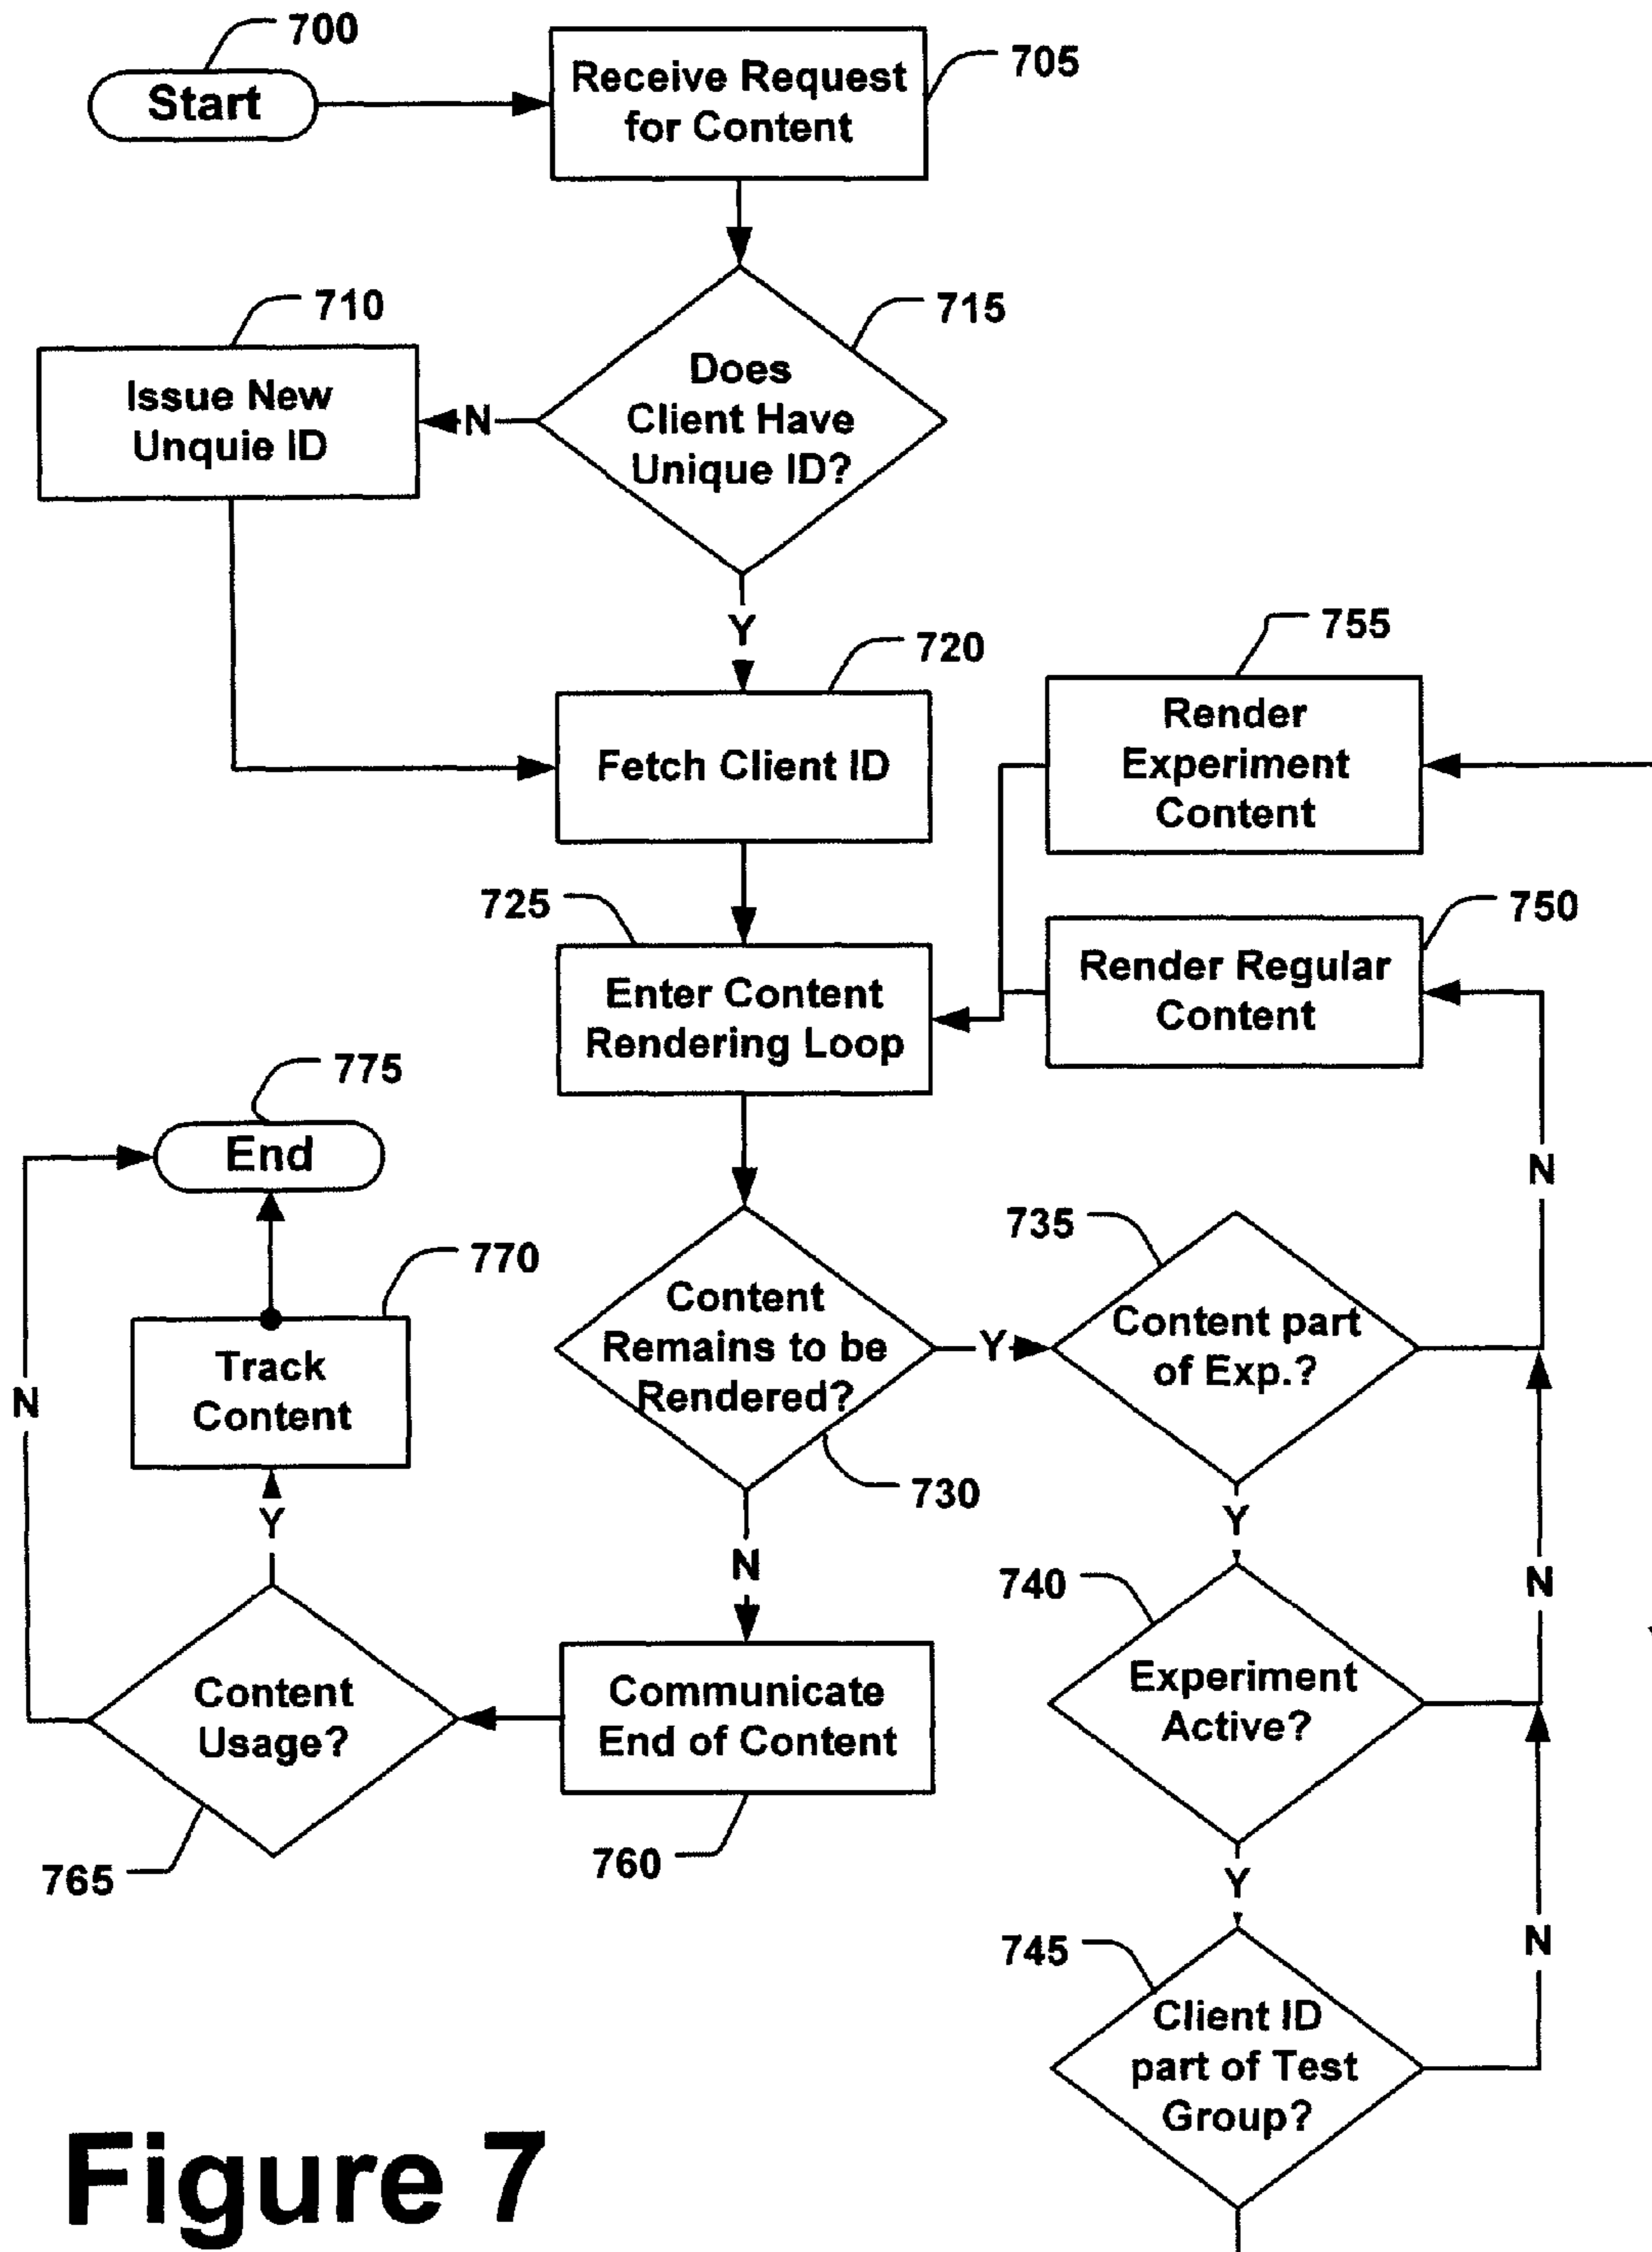 700
Start
Receive Request
for Content
705
710
Issue New
Unquie ID
N
715
Does
Client Have
Unique ID?
Y
720
Fetch Client ID
755
Render
Experiment
Content
725
Enter Content
Rendering Loop
750
Render Regular
Content
775
End
N
770
Track
Content
Y
Content
Remains to be
Rendered?
730
Y
735
Content part
of Exp.?
N
Y
N
740
Experiment
Active?
N
Content
Usage?
765
Communicate
End of Content
760
Y
745
Client ID
part of Test
Group?
N
Figure 7